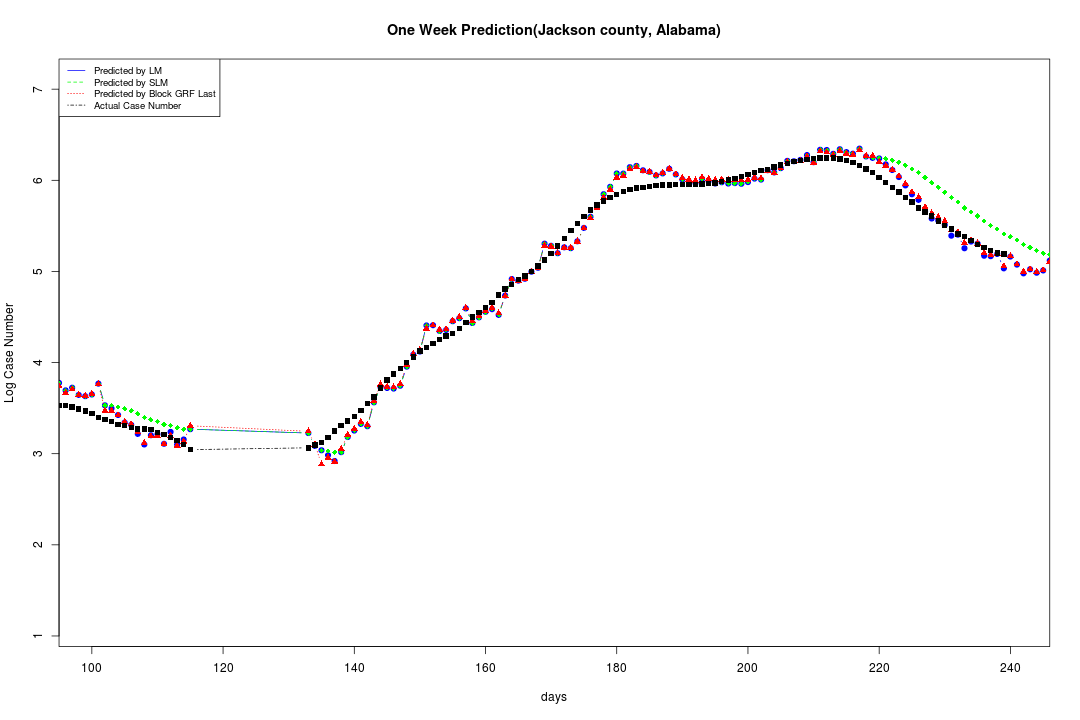 One Week Prediction(Jackson county, Alabama)
Predicted by LM
Predicted by SLM
Predicted by Block GRF Last
Actual Case Number
7
6
5
4
3
2
1
Log Case Number
100 120 140 160 180 200 220 240
days